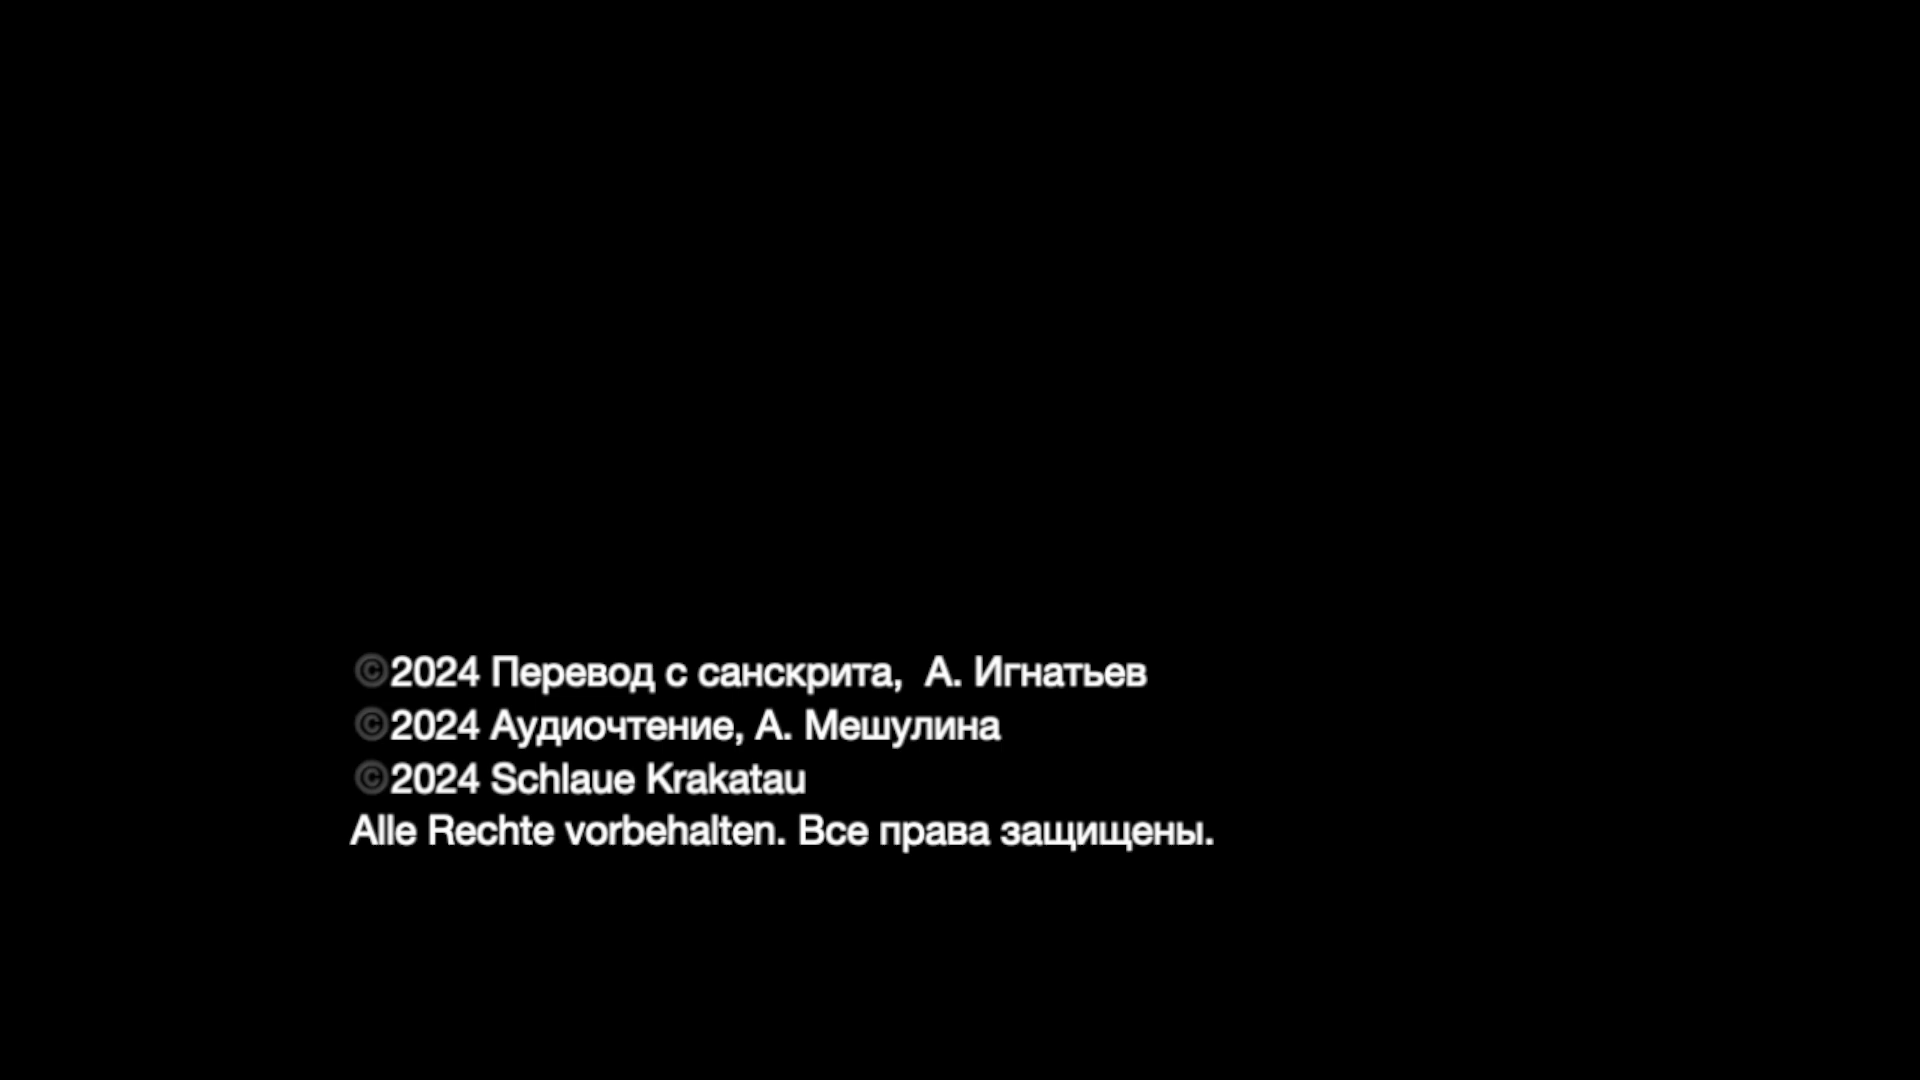 ©2024 Перевод с санскрита,  А. Игнатьев
©2024 Аудиочтение, А. Мешулина
©2024 Schlaue Krakatau
Alle Rechte vorbehalten. Все права защищены.